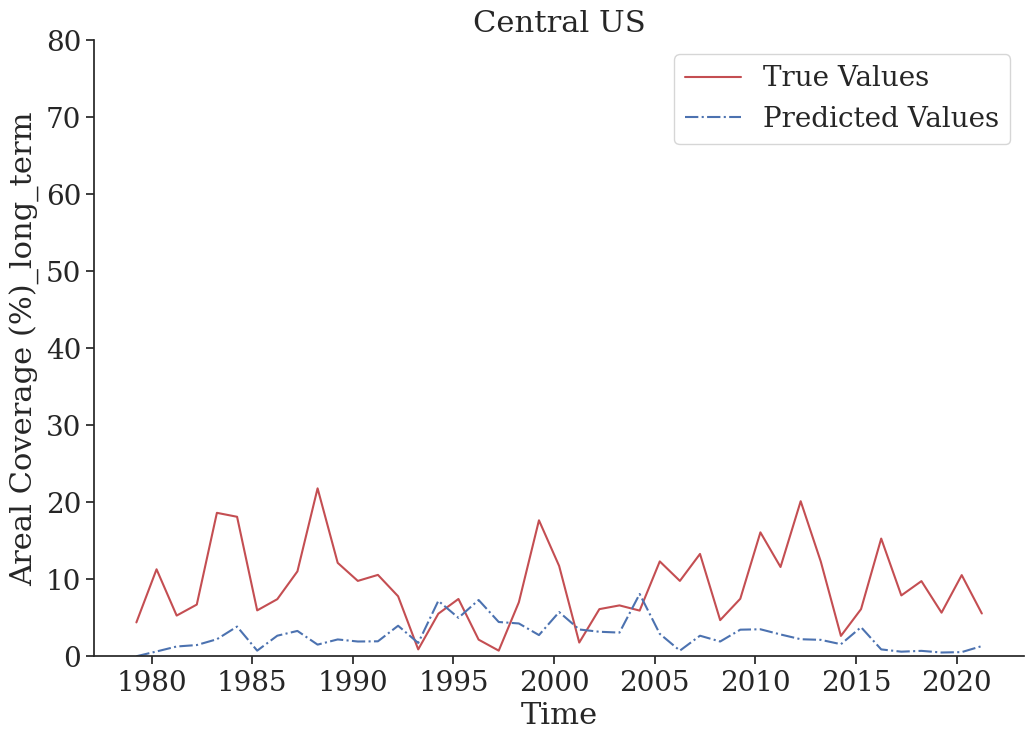 Central US
True Values
Predicted Values
Areal Coverage (%)_long_term
80
70
60
50
40
30
20
10
0
1980 1985 1990 1995 2000 2005 2010 2015 2020
Time